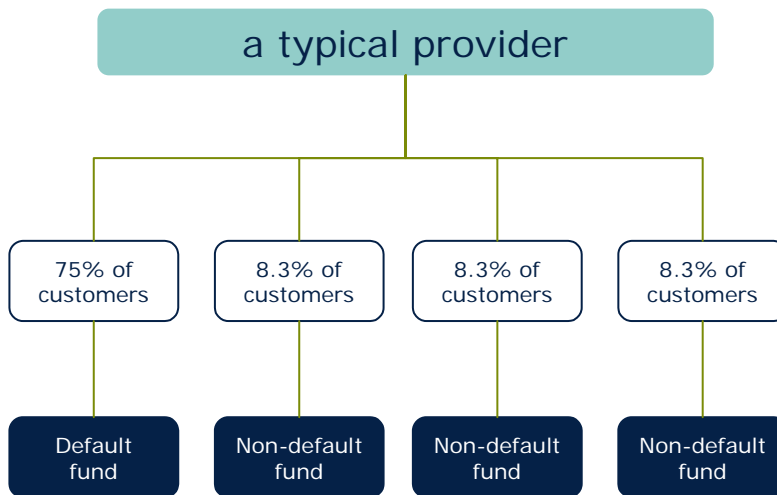 a typical provider
75% of
customers
8.3% of
customers
8.3% of
customers
8.3% of
customers
Default
fund
Non-default
fund
Non-default
fund
Non-default
fund